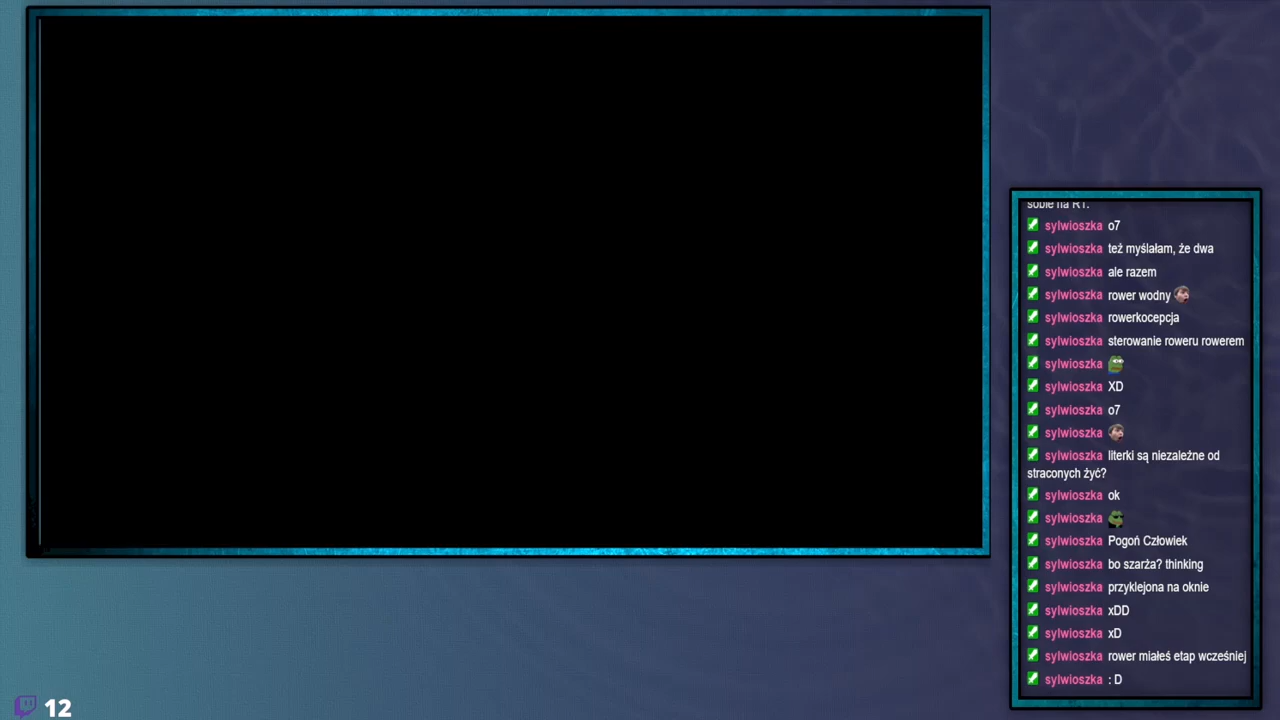 sobie na RT.
sylwioszka o7
sylwioszka też myślałam, że dwa
sylwioszka ale razem
sylwioszka rower wodny
sylwioszka rowerkocepcja
sylwioszka sterowanie roweru rowerem
sylwioszka
sylwioszka XD
sylwioszka o7
sylwioszka
sylwioszka literki są niezależne od
straconych żyć?
sylwioszka ok
sylwioszka
sylwioszka Pogoń Człowiek
sylwioszka bo szarża? thinking
sylwioszka przyklejona na oknie
sylwioszka xDD
sylwioszka xD
sylwioszka rower miałeś etap wcześniej
sylwioszka : D
12